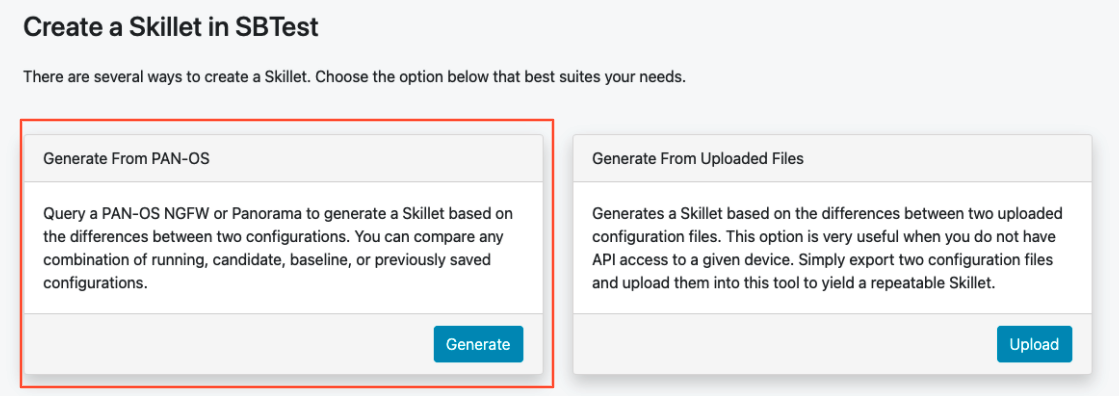 Create a Skillet in SBTest
There are several ways to create a Skillet. Choose the option below that best suites your needs.
Generate From PAN-OS
Query a PAN-OS NGFW or Panorama to generate a Skillet based on
the differences between two configurations. You can compare any
combination of running, candidate, baseline, or previously saved
configurations.
Generate
Generate From Uploaded Files
Generates a Skillet based on the differences between two uploaded
configuration files. This option is very useful when you do not have
API access to a given device. Simply export two configuration files
and upload them into this tool to yield a repeatable Skillet.
Upload